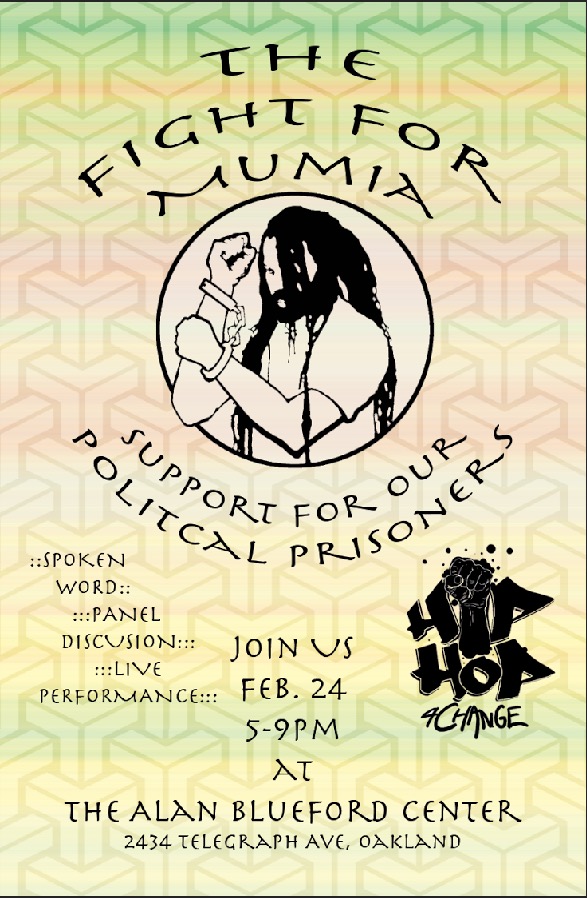 THE
FIGHT FOR
MUMIA
SUPPORT FOR OUR
POLITCAL PRISONERS
::SPOKEN
WORD::
:::PANEL
DISCUSION:::
:::LIVE
PERFORMANCE:::
JOIN US
FEB. 24
5-9PM
AT
HIP
HOP
4CHANGE
THE ALAN BLUEFORD CENTER
2434 TELEGRAPH AVE, OAKLAND